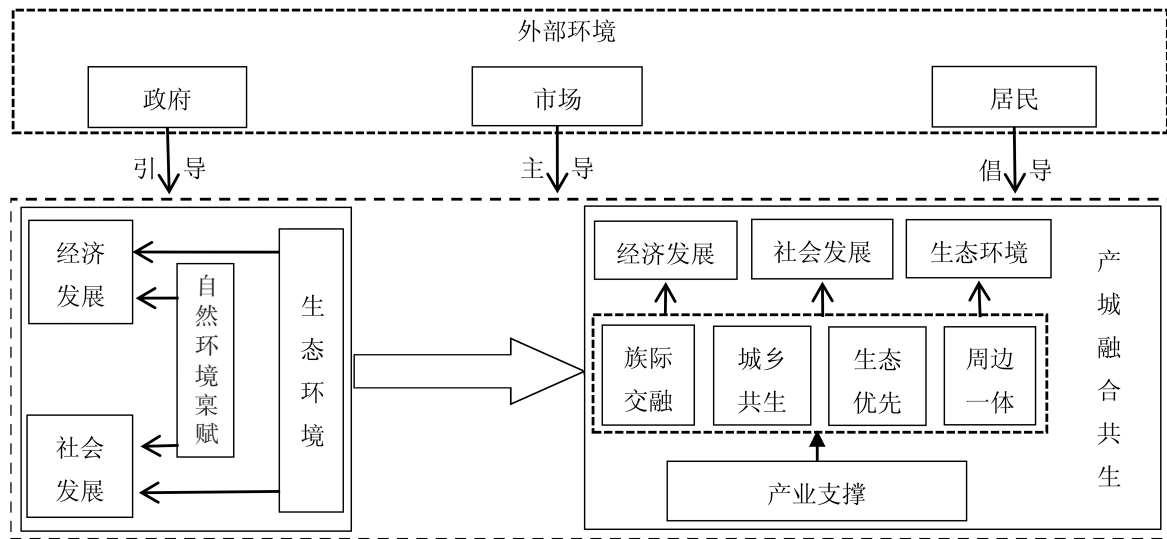 外部环境
政府
市场
居民
引导
主导
倡导
经济
发展
社会
发展
自然环境禀赋
生态环境
经济发展
社会发展
生态环境
族际
交融
城乡
共生
生态
优先
周边
一体
产业支撑
产城融合共生